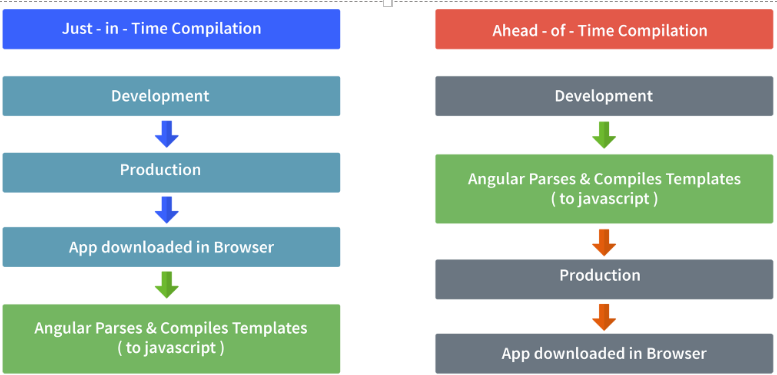 Just - in - Time Compilation
Development
Production
App downloaded in Browser
Angular Parses & Compiles Templates
( to javascript )
Ahead - of - Time Compilation
Development
Angular Parses & Compiles Templates
( to javascript )
Production
App downloaded in Browser